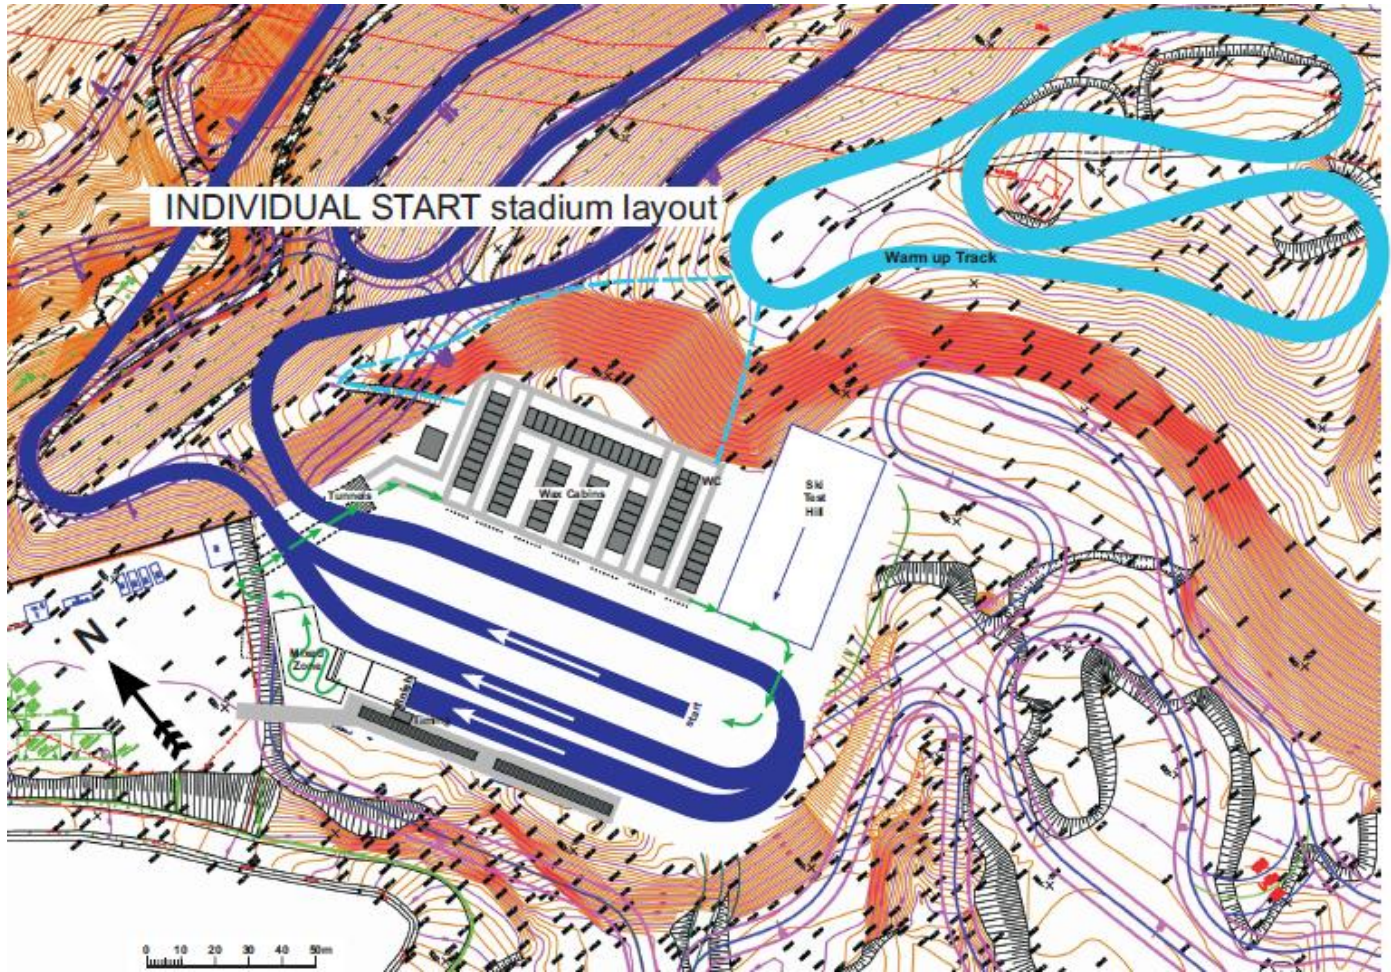 INDIVIDUAL START stadium layout
Warm up Track
Tunnels
Wax Cabins
WC
Ski
Test
Hill
N
Mixed
Zone
finish
Timing
start
0 10 20 30 40 50m